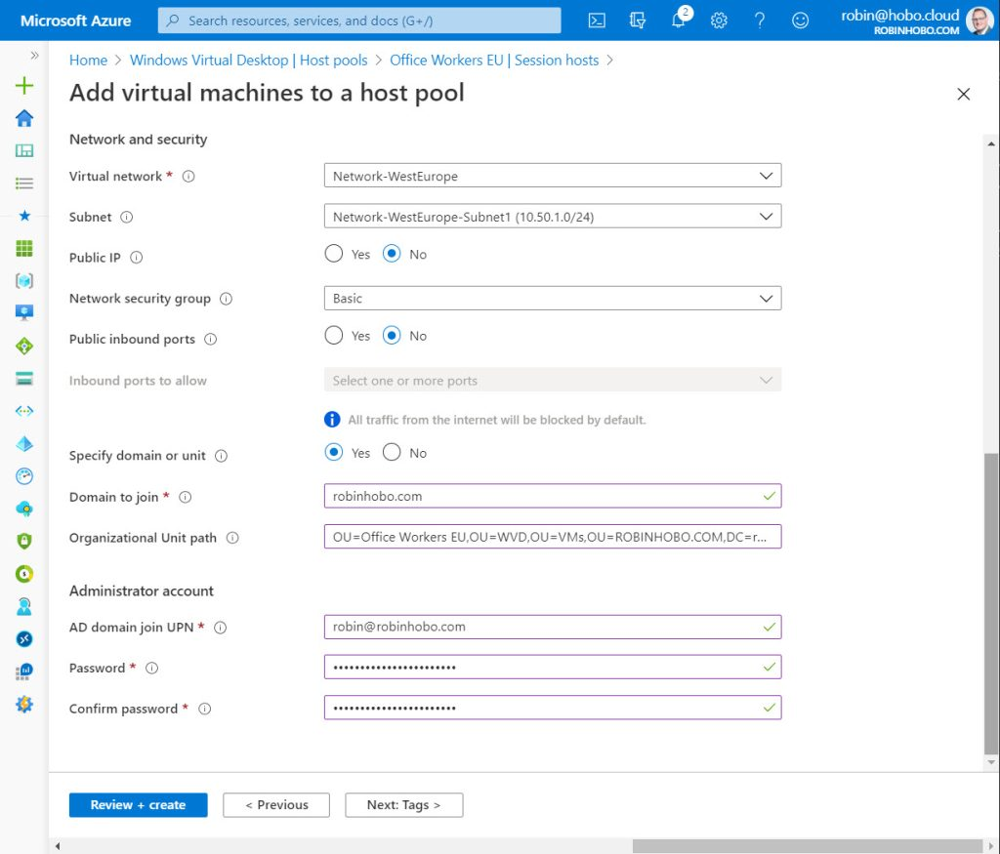 Microsoft Azure
Search resources, services, and docs (G+/)
2
robin@hobo.cloud
ROBINHOBO.COM
Home > Windows Virtual Desktop | Host pools > Office Workers EU | Session hosts >
Add virtual machines to a host pool
Network and security
Virtual network * Network-WestEurope
Subnet Network-WestEurope-Subnet1 (10.50.1.0/24)
Public IP Yes No
Network security group Basic
Public inbound ports Yes No
Inbound ports to allow Select one or more ports
All traffic from the internet will be blocked by default.
Specify domain or unit Yes No
Domain to join * robinhobo.com
Organizational Unit path OU=Office Workers EU,OU=WVD,OU=VMs,OU=ROBINHOBO.COM,DC=r...
Administrator account
AD domain join UPN * robin@robinhobo.com
Password * •••••••••••••••••••••••
Confirm password * •••••••••••••••••••••••
Review + create < Previous Next: Tags >